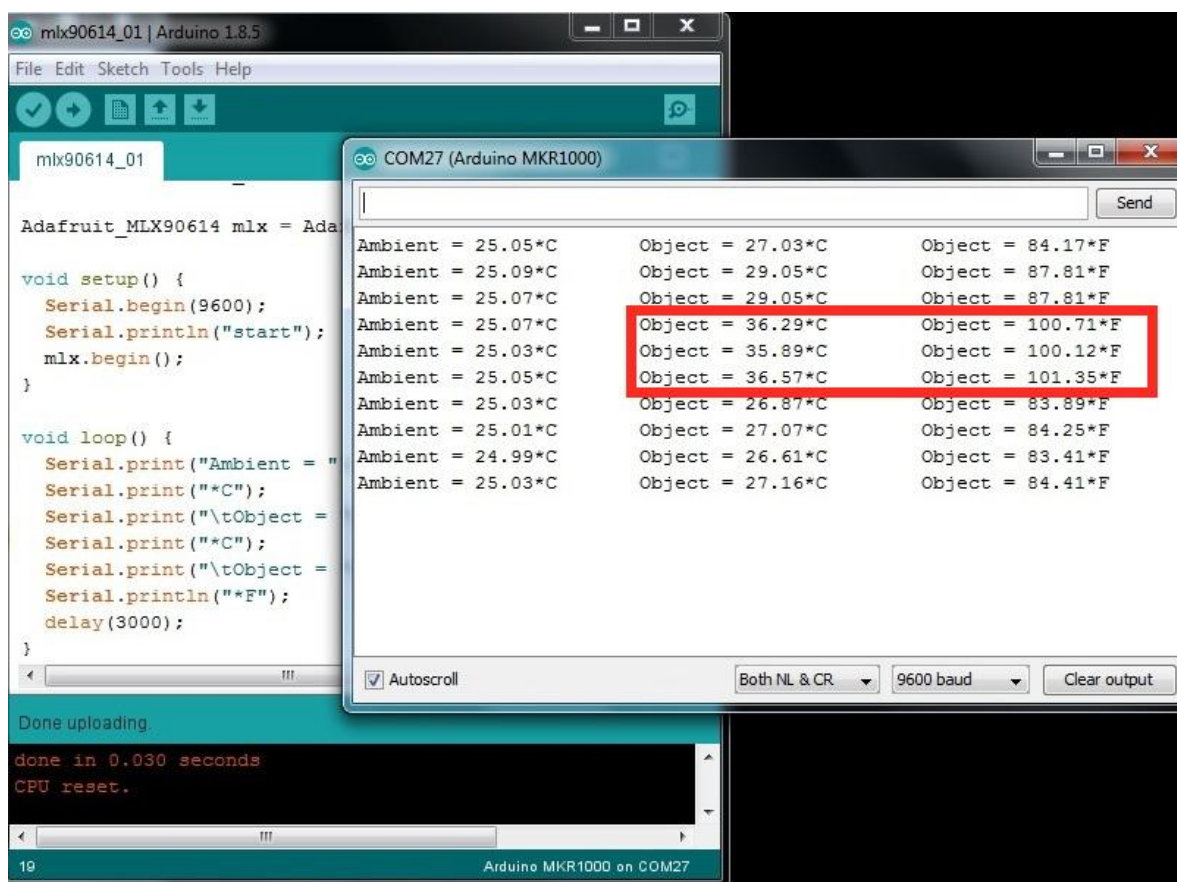 mlx90614_01 | Arduino 1.8.5
File Edit Sketch Tools Help
mlx90614_01
Adafruit_MLX90614 mlx = Ada
void setup() {
Serial.begin(9600);
Serial.println("start");
mlx.begin();
}
void loop() {
Serial.print("Ambient = "
Serial.print("*C");
Serial.print("\tObject =
Serial.print("*C");
Serial.print("\tObject =
Serial.println("*F");
delay(3000);
}
Done uploading.
done in 0.030 seconds
CPU reset.
19 Arduino MKR1000 on COM27
COM27 (Arduino MKR1000)
Send
Ambient = 25.05*C Object = 27.03*C Object = 84.17*F
Ambient = 25.09*C Object = 29.05*C Object = 87.81*F
Ambient = 25.07*C Object = 29.05*C Object = 87.81*F
Ambient = 25.07*C Object = 36.29*C Object = 100.71*F
Ambient = 25.03*C Object = 35.89*C Object = 100.12*F
Ambient = 25.05*C Object = 36.57*C Object = 101.35*F
Ambient = 25.03*C Object = 26.87*C Object = 83.89*F
Ambient = 25.01*C Object = 27.07*C Object = 84.25*F
Ambient = 24.99*C Object = 26.61*C Object = 83.41*F
Ambient = 25.03*C Object = 27.16*C Object = 84.41*F
Autoscroll Both NL & CR 9600 baud Clear output